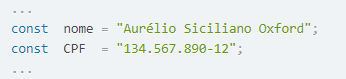 ...
const nome = "Aurélio Siciliano Oxford";
const CPF = "134.567.890-12";
...